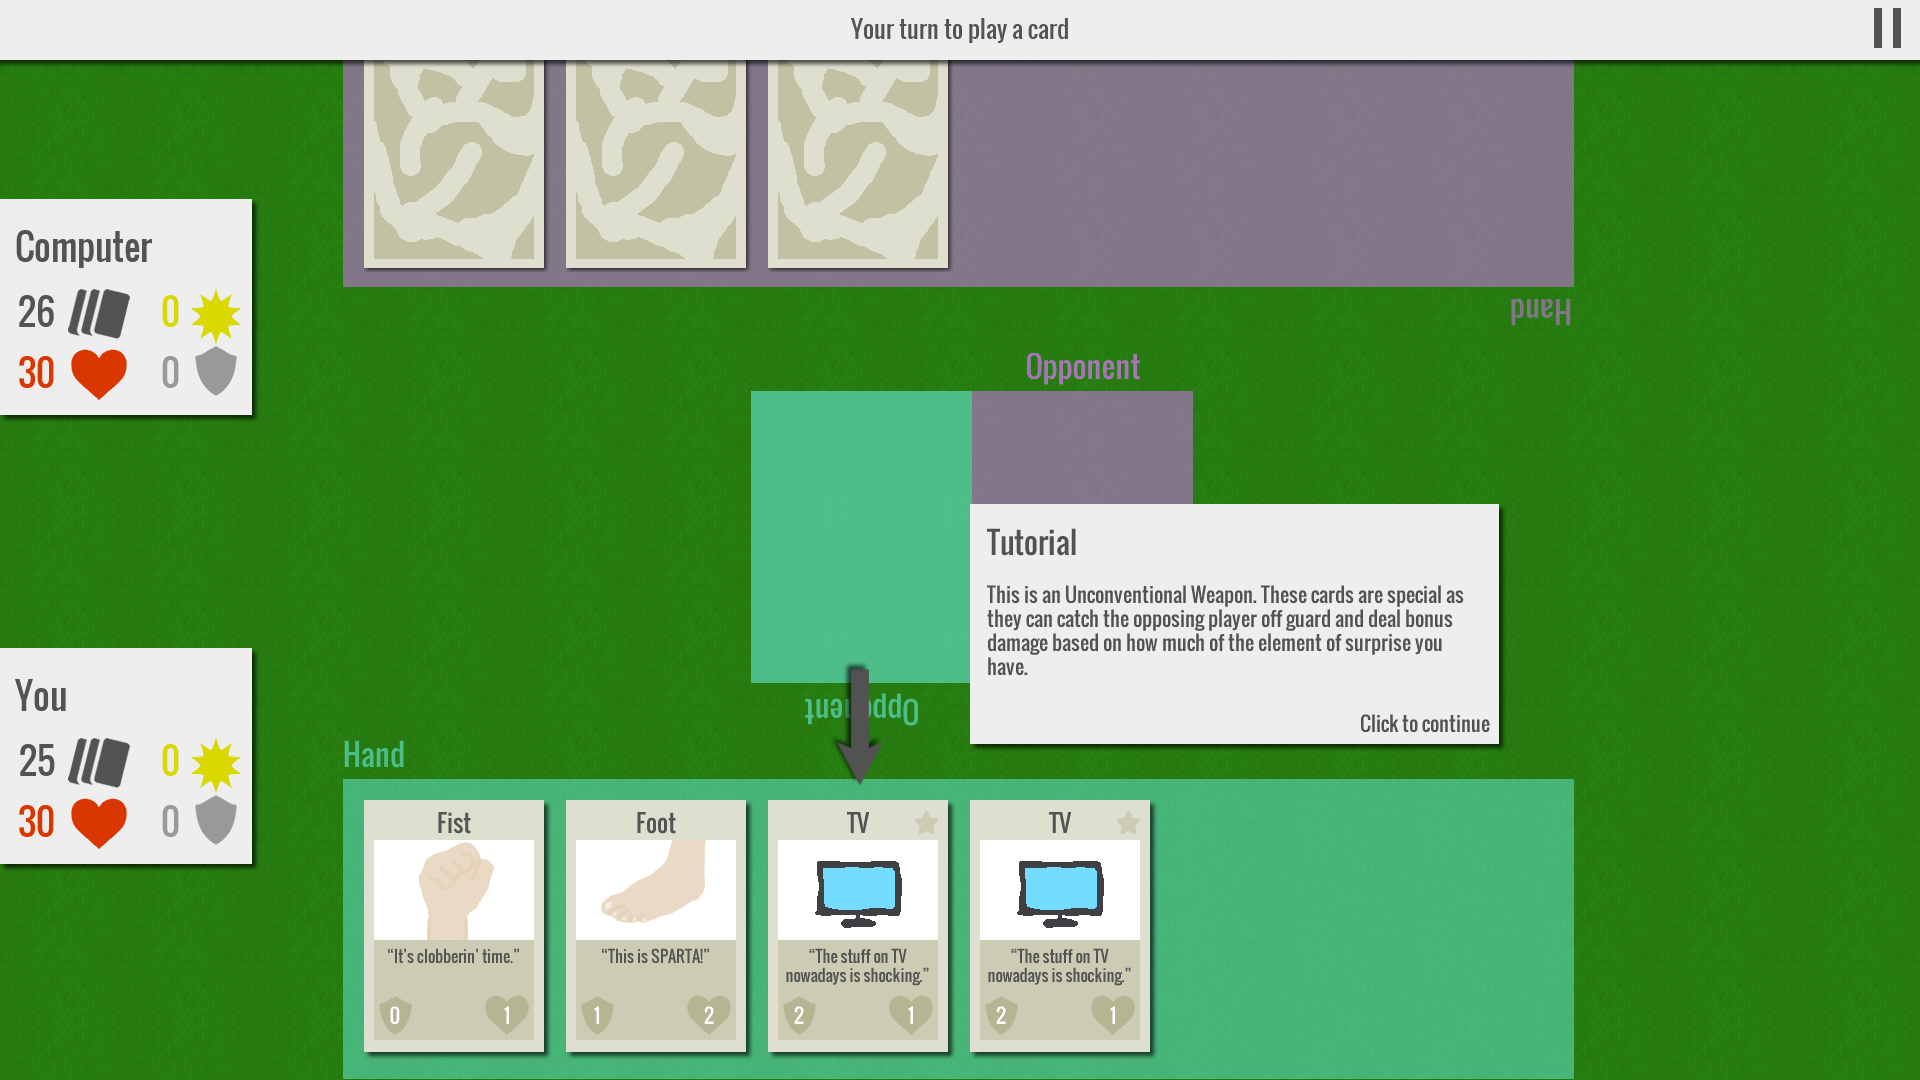 Your turn to play a card
Computer
26
0
30
0
Hand
Opponent
Tutorial
This is an Unconventional Weapon. These cards are special as
they can catch the opposing player off guard and deal bonus
damage based on how much of the element of surprise you
have.
Click to continue
Opponent
You
25
0
30
0
Hand
Fist
“It's clobberin' time.”
0
1
Foot
“This is SPARTA!”
1
2
TV
“The stuff on TV
nowadays is shocking.”
2
1
TV
“The stuff on TV
nowadays is shocking.”
2
1